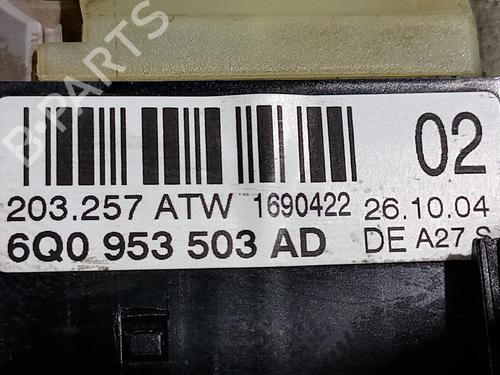 02
203.257 ATW 1690422 26.10.04
6Q0 953 503 AD DE A27 S
B-PARTS